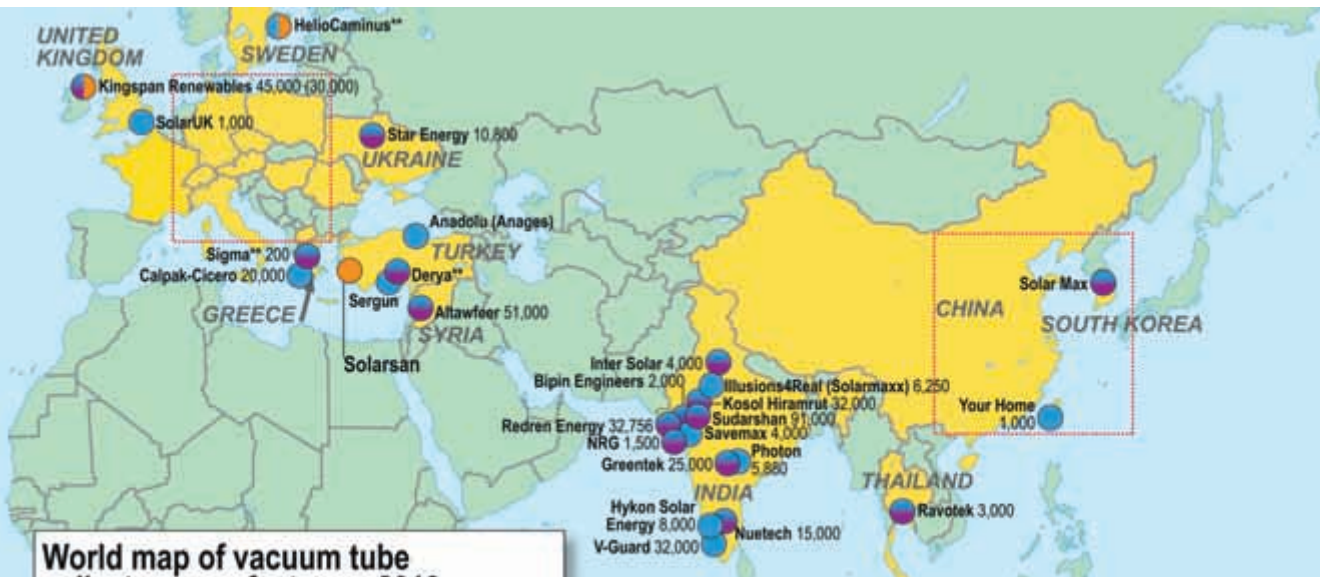 HelioCaminus**
UNITED
KINGDOM
SWEDEN
Kingspan Renewables 45,000 (30,000)
SolarUK 1,000
Star Energy 10,800
UKRAINE
Anadolu (Anages)
TURKEY
Sigma** 200
Calpak-Cicero 20,000
Derya**
Sergun
GREECE
Altawfeer 51,000
SYRIA
Solarsan
Solar Max
CHINA
SOUTH KOREA
Inter Solar 4,000
Bipin Engineers 2,000
Illusions4Real (Solarmaxx) 6,250
Kosol Hiramrut 32,000
Sudarshan 91,000
Redren Energy 32,756
Savemax 4,000
NRG 1,500
Photon
5,880
Greentek 25,000
Your Home
1,000
INDIA
THAILAND
Ravotek 3,000
Hykon Solar
Energy 8,000
Nuetech 15,000
V-Guard 32,000
World map of vacuum tube